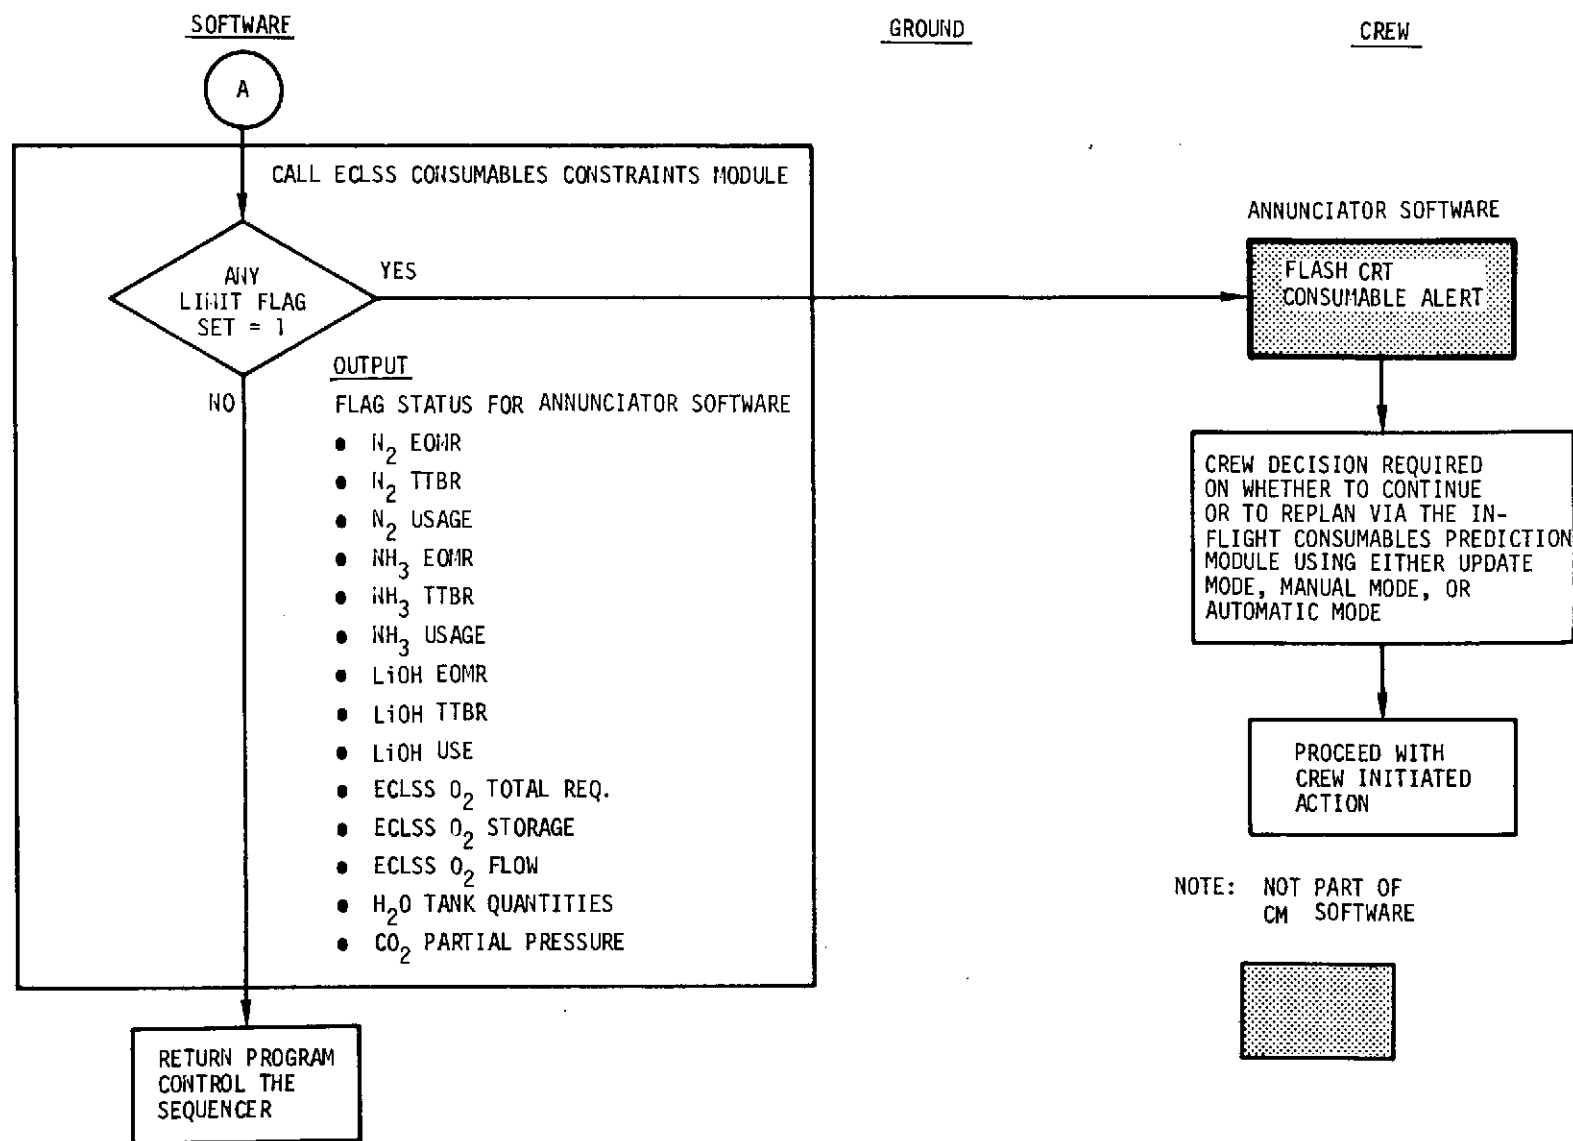 SOFTWARE
GROUND
CREW
A
CALL ECLSS CONSUMABLES CONSTRAINTS MODULE
ANY
LIMIT FLAG
SET = 1
YES
NO
OUTPUT
FLAG STATUS FOR ANNUNCIATOR SOFTWARE
• N2 EOMR
• N2 TTBR
• N2 USAGE
• NH3 EOMR
• NH3 TTBR
• NH3 USAGE
• LiOH EOMR
• LiOH TTBR
• LiOH USE
• ECLSS O2 TOTAL REQ.
• ECLSS O2 STORAGE
• ECLSS O2 FLOW
• H2O TANK QUANTITIES
• CO2 PARTIAL PRESSURE
RETURN PROGRAM
CONTROL THE
SEQUENCER
ANNUNCIATOR SOFTWARE
FLASH CRT
CONSUMABLE ALERT
CREW DECISION REQUIRED
ON WHETHER TO CONTINUE
OR TO REPLAN VIA THE IN-
FLIGHT CONSUMABLES PREDICTION
MODULE USING EITHER UPDATE
MODE, MANUAL MODE, OR
AUTOMATIC MODE
PROCEED WITH
CREW INITIATED
ACTION
NOTE: NOT PART OF
CM SOFTWARE